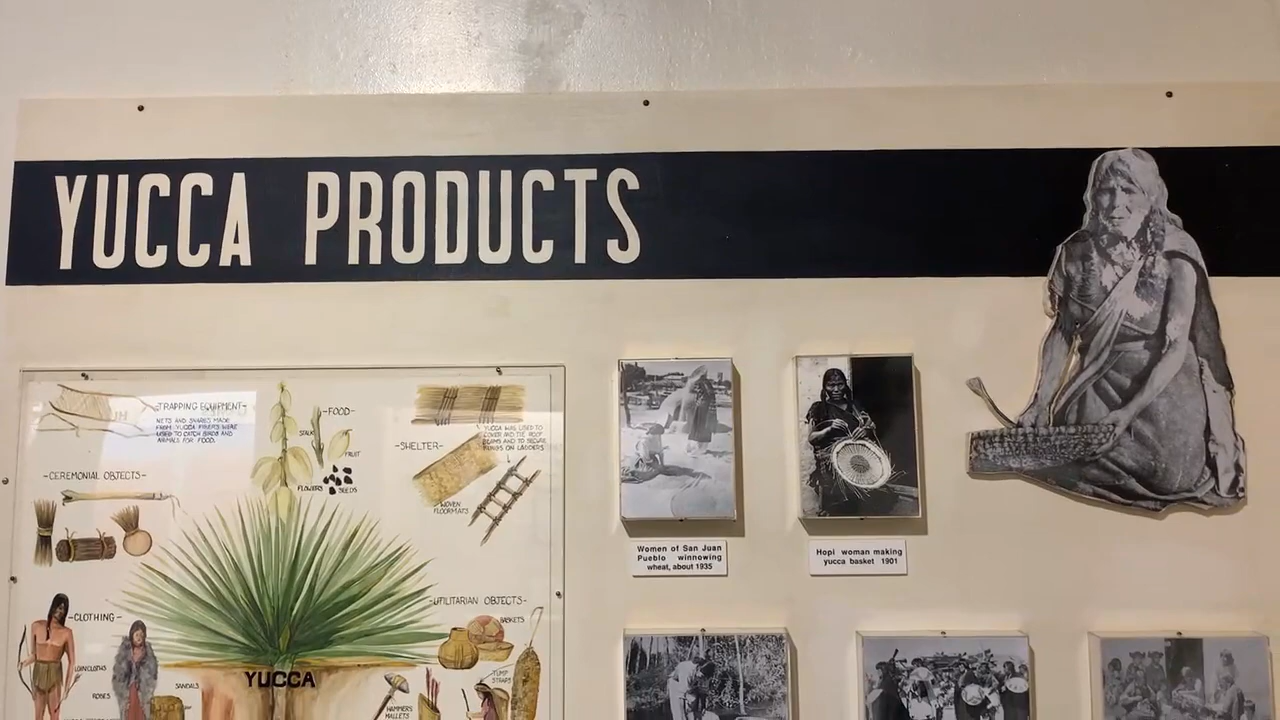 YUCCA PRODUCTS
-TRAPPING EQUIPMENT-
NETS AND SNARES MADE
FROM YUCCA FIBERS WERE
USED TO CATCH BIRDS AND
ANIMALS FOR FOOD.
-FOOD-
STALK
FRUIT
FLOWERS
SEEDS
-SHELTER-
YUCCA WAS USED TO
COVER AND TIE ROOF
BEAMS AND TO SECURE
RUNGS ON LADDERS
WOVEN
FLOORMATS
-CEREMONIAL OBJECTS-
-CLOTHING-
LOINCLOTHS
ROBES
SANDALS
YUCCA
-UTILITARIAN OBJECTS-
BASKETS
TUMP
STRAPS
HAMMERS
MALLETS
Women of San Juan
Pueblo winnowing
wheat, about 1935
Hopi woman making
yucca basket 1901